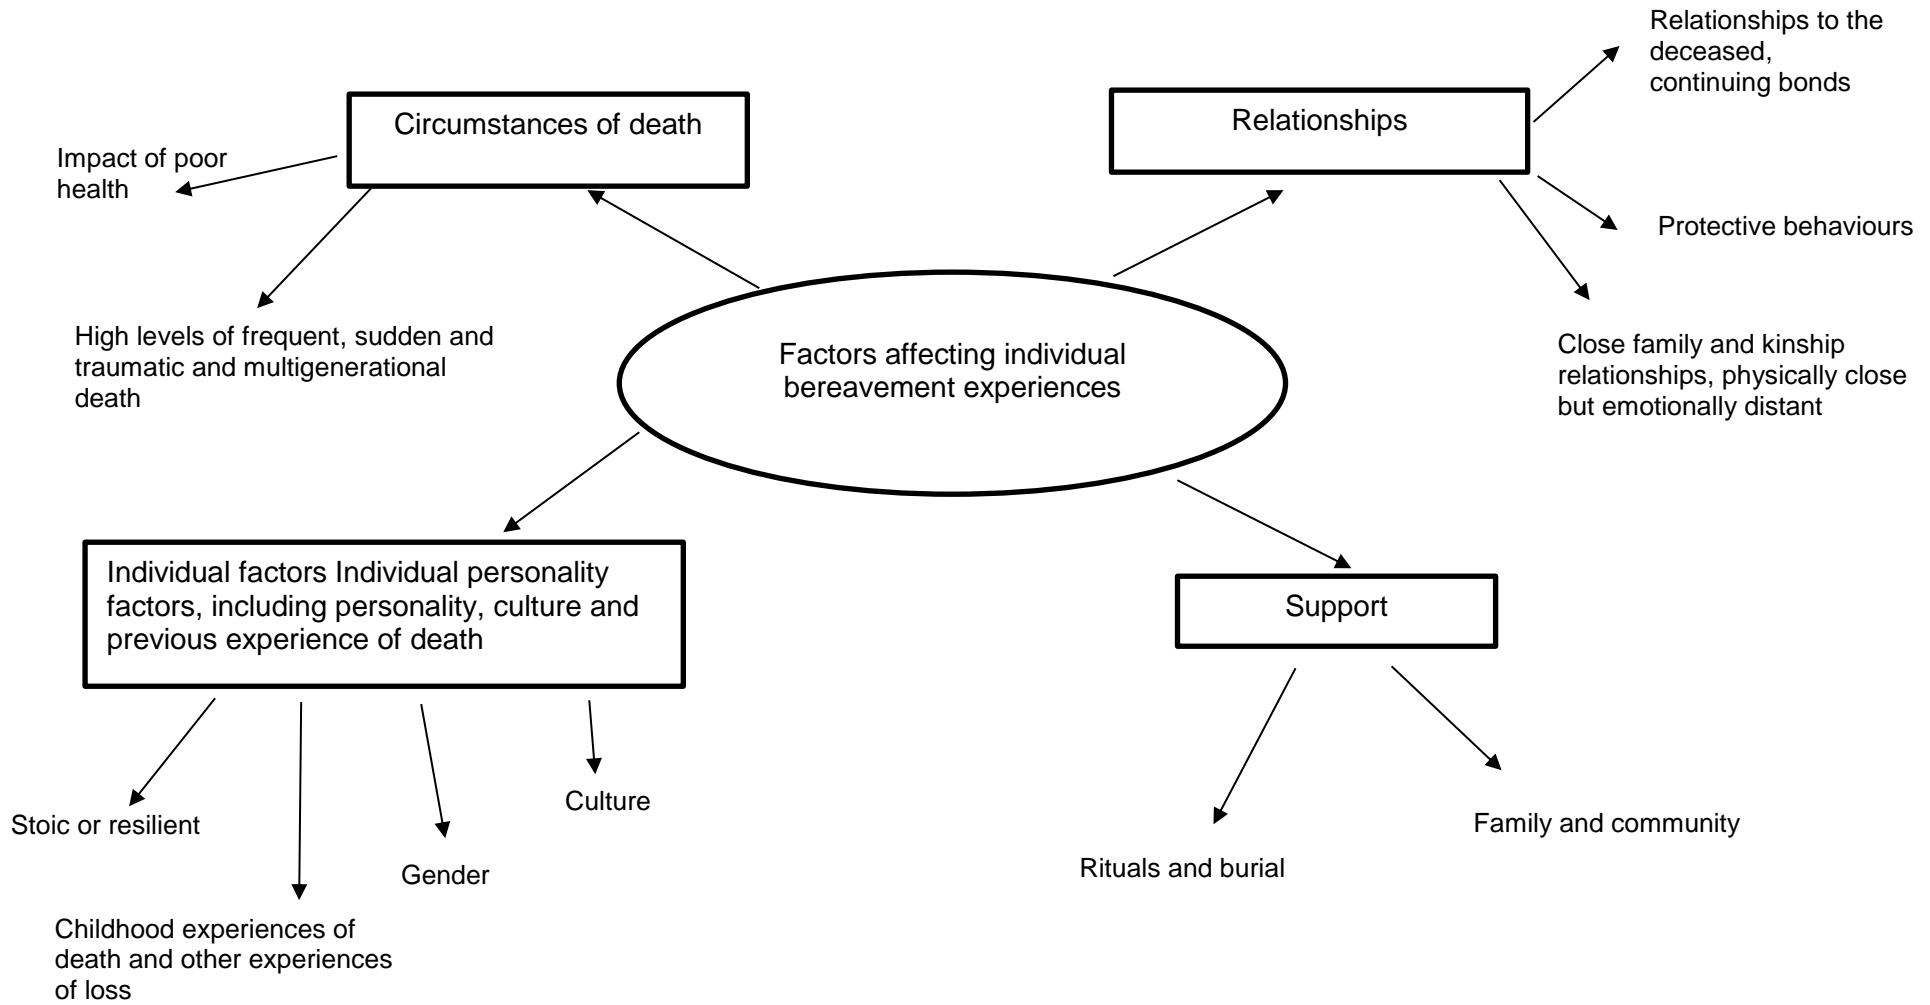 Relationships to the
deceased,
continuing bonds
Circumstances of death
Relationships
Impact of poor
health
Protective behaviours
High levels of frequent, sudden and
traumatic and multigenerational
death
Factors affecting individual
bereavement experiences
Close family and kinship
relationships, physically close
but emotionally distant
Individual factors Individual personality
factors, including personality, culture and
previous experience of death
Support
Culture
Stoic or resilient
Family and community
Gender
Rituals and burial
Childhood experiences of
death and other experiences
of loss